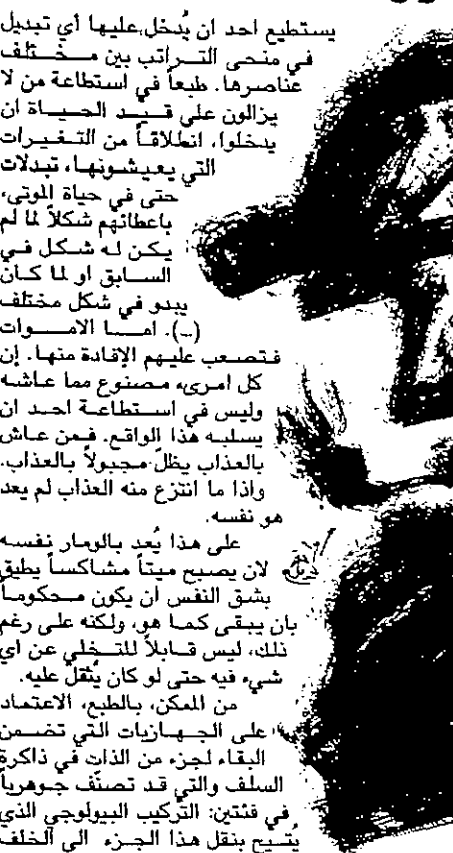 يستطيع احد ان يُدخل عليها أي تبديل
في منحى التراتب بين مختلف
عناصرها. طبعاً في استطاعة من لا
يزالون على قيد الحياة ان
يدخلوا، انطلاقاً من التغيرات
التي يعيشونها، تبدلات
حتى في حياة الموتى،
باعطائهم شكلاً لما لم
يكن له شكل في
السابق او لما كان
يبدو في شكل مختلف
(...). اما الاموات
فتصعب عليهم الإفادة منها. إن
كل امرىء مصنوع مما عاشه
وليس في استطاعة احد ان
يسلبه هذا الواقع. فمن عاش
بالعذاب يظلّ مجبولاً بالعذاب.
واذا ما انتزع منه العذاب لم يعد
هو نفسه.
على هذا يُعد بالومار نفسه
لان يصبح ميتاً مشاكساً يطيق
بشق النفس ان يكون محكوماً
بان يبقى كما هو، ولكنه على رغم
ذلك، ليس قابلاً للتخلي عن اي
شيء فيه حتى لو كان يُثقل عليه.
من الممكن، بالطبع، الاعتماد
على الجهازيات التي تضمن
البقاء لجزء من الذات في ذاكرة
السلف والتي قد تصنّف جوهرياً
في فئتين: التركيب البيولوجي الذي
يُتيح بنقل هذا الجزء الى الخلف